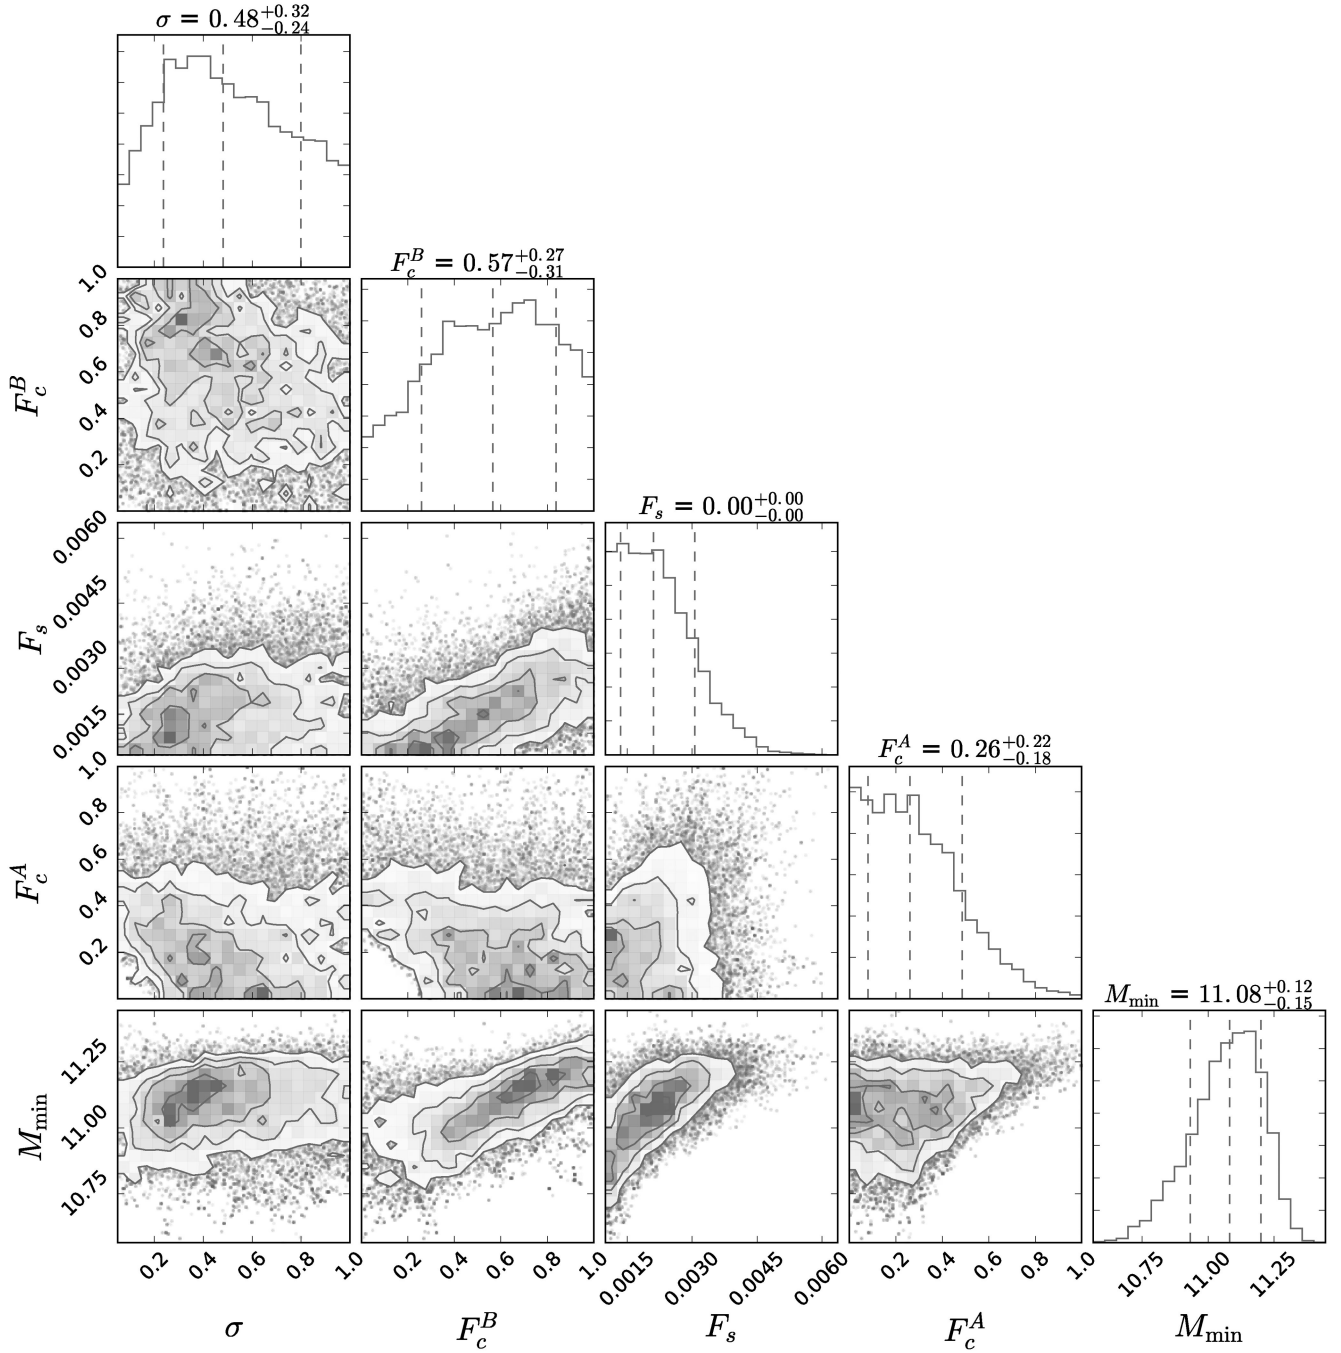 σ = 0.48+0.32−0.24
F_c^B = 0.57+0.27−0.31
1.0
0.8
0.6
0.4
0.2
F_c^B
F_s = 0.00+0.00−0.00
0.0060
0.0045
0.0030
0.0015
F_s
F_c^A = 0.26+0.22−0.18
1.0
0.8
0.6
0.4
0.2
F_c^A
M_min = 11.08+0.12−0.15
11.25
11.00
10.75
M_min
0.2 0.4 0.6 0.8 1.0 0.2 0.4 0.6 0.8 1.0 0.0015 0.0030 0.0045 0.0060 0.2 0.4 0.6 0.8 1.0 10.75 11.00 11.25
σ F_c^B F_s F_c^A M_min